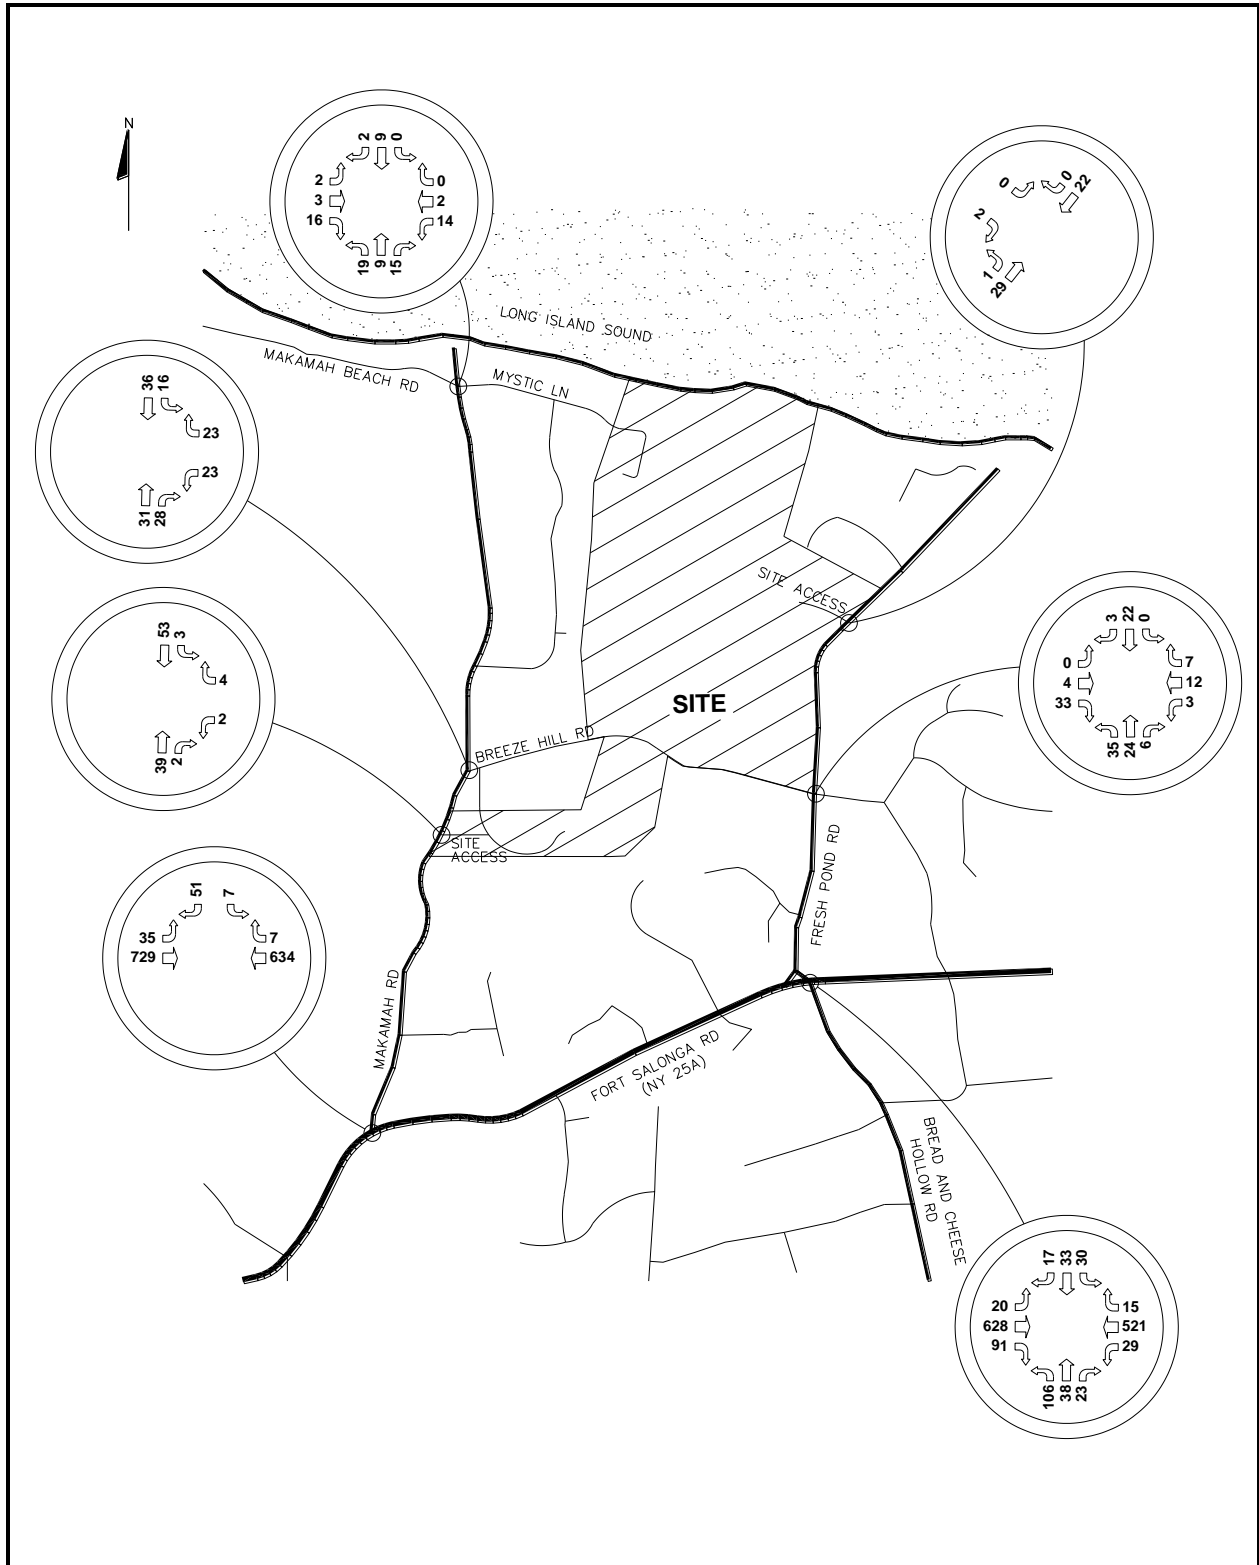 N
2 9 0
2 0
3 2
16 14
19 9 15
0 0 22
2
1
29
LONG ISLAND SOUND
MAKAMAH BEACH RD
MYSTIC LN
36 16
23
23
31 28
SITE ACCESS
3 22 0
0 7
4 12
33 3
35 24 6
53 3
4
2
39 2
SITE
BREEZE HILL RD
SITE
ACCESS
FRESH POND RD
51 7
35 7
729 634
MAKAMAH RD
FORT SALONGA RD
(NY 25A)
BREAD AND CHEESE
HOLLOW RD
17 33 30
20 15
628 521
91 29
106 38 23